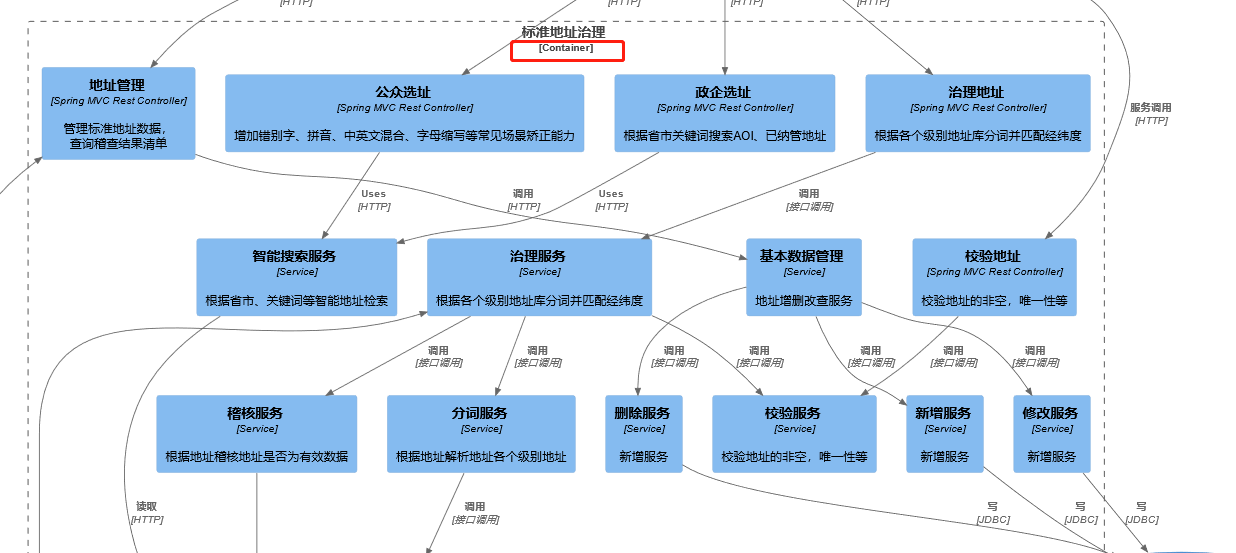 [HTTP]
[HTTP]
[HTTP]
[HTTP]
标准地址治理
[Container]
地址管理
[Spring MVC Rest Controller]
管理标准地址数据，
查询稽查结果清单
公众选址
[Spring MVC Rest Controller]
增加错别字、拼音、中英文混合、字母缩写等常见场景矫正能力
政企选址
[Spring MVC Rest Controller]
根据省市关键词搜索AOI、已纳管地址
治理地址
[Spring MVC Rest Controller]
根据各个级别地址库分词并匹配经纬度
服务调用
[HTTP]
Uses
[HTTP]
调用
[HTTP]
Uses
[HTTP]
调用
[接口调用]
智能搜索服务
[Service]
根据省市、关键词等智能地址检索
治理服务
[Service]
根据各个级别地址库分词并匹配经纬度
基本数据管理
[Service]
地址增删改查服务
校验地址
[Spring MVC Rest Controller]
校验地址的非空，唯一性等
调用
[接口调用]
调用
[接口调用]
调用
[接口调用]
调用
[接口调用]
调用
[接口调用]
调用
[接口调用]
调用
[接口调用]
稽核服务
[Service]
根据地址稽核地址是否为有效数据
分词服务
[Service]
根据地址解析地址各个级别地址
删除服务
[Service]
新增服务
校验服务
[Service]
校验地址的非空，唯一性等
新增服务
[Service]
新增服务
修改服务
[Service]
新增服务
读取
[HTTP]
调用
[接口调用]
写
[JDBC]
写
[JDBC]
写
[JDBC]